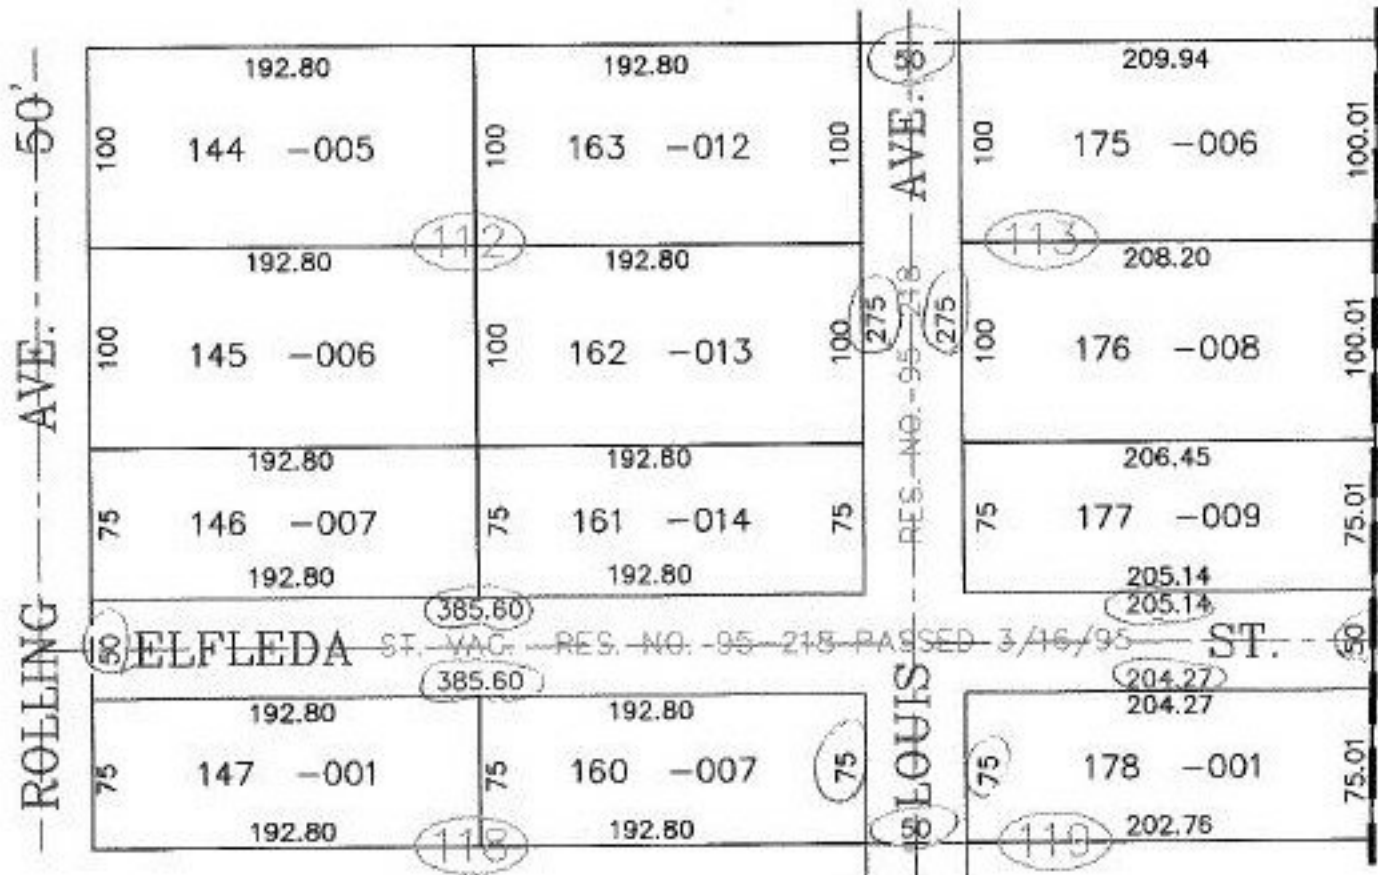 192.80 192.80 50 209.94
50'
100 144 -005 100 163 -012 100 100 175 -006 100.01
112 113
192.80 192.80 208.20
275 275
100 145 -006 100 162 -013 100 100 176 -008 100.01
192.80 192.80 206.45
75 146 -007 75 161 -014 75 75 177 -009 75.01
192.80 192.80 205.14
385.60 205.14
50 ELFLEDA ST. VAG. RES. NO. 95-218 PASSED 3/16/95 ST. 50
385.60 204.27
192.80 192.80 204.27
75 147 -001 75 160 -007 75 75 178 -001 75.01
192.80 192.80 50 202.76
118 119
ROLLING AVE.
LOUIS AVE.
RES. NO. 95-218